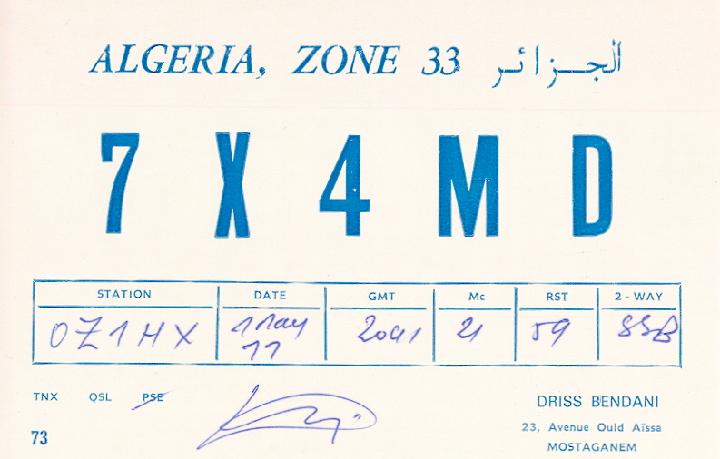 ALGERIA, ZONE 33 الجزائر
7X4MD
STATION DATE GMT Mc RST 2 - WAY
OZ1HX 1 May 2041 21 59 SSB
77
TNX QSL PSE
DRISS BENDANI
23, Avenue Ould Aïssa
73 MOSTAGANEM